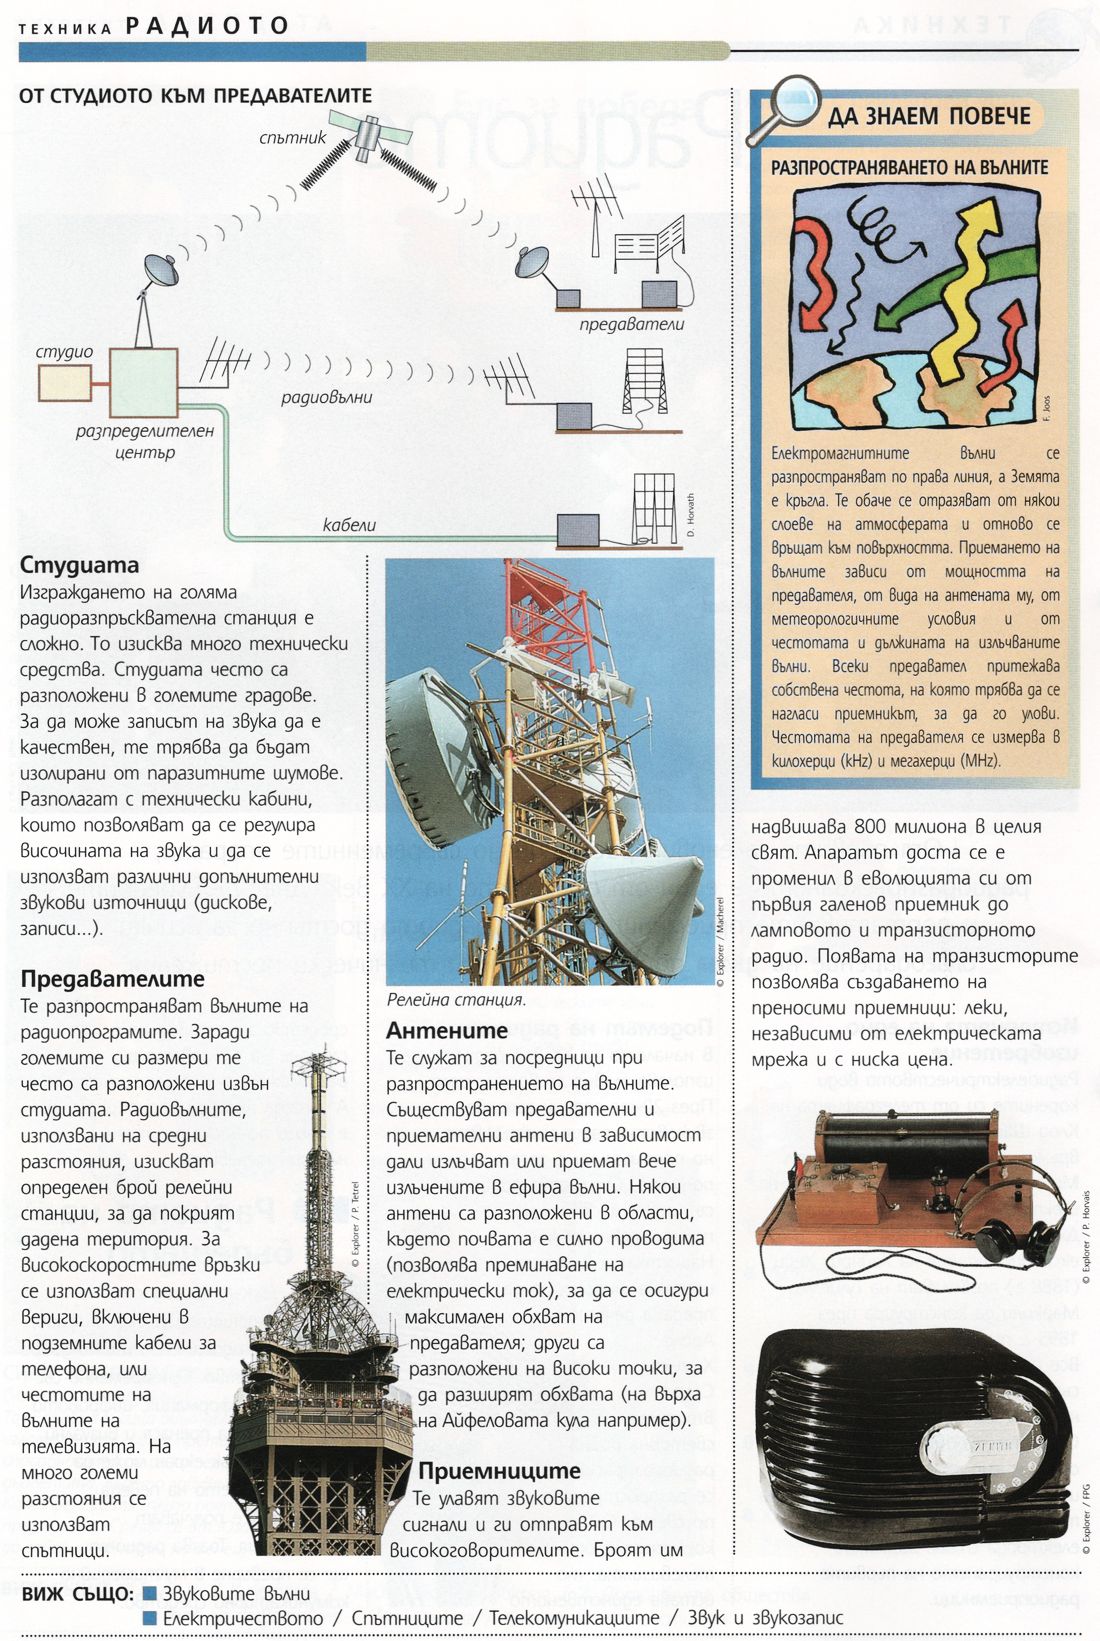 ТЕХНИКА РАДИОТО
ОТ СТУДИОТО КЪМ ПРЕДАВАТЕЛИТЕ
спътник
предаватели
студио
радиовълни
разпределителен
център
кабели
D. Horvath
Студиата
Изграждането на голяма
радиоразпръсквателна станция е
сложно. То изисква много технически
средства. Студиата често са
разположени в големите градове.
За да може записът на звука да е
качествен, те трябва да бъдат
изолирани от паразитните шумове.
Разполагат с технически кабини,
които позволяват да се регулира
височината на звука и да се
използват различни допълнителни
звукови източници (дискове,
записи...).
Предавателите
Те разпространяват вълните на
радиопрограмите. Заради
големите си размери те
често са разположени извън
студиата. Радиовълните,
използвани на средни
разстояния, изискват
определен брой релейни
станции, за да покрият
дадена територия. За
високоскоростните връзки
се използват специални
вериги, включени в
подземните кабели за
телефона, или
честотите на
вълните на
телевизията. На
много големи
разстояния се
използват
спътници.
© Explorer / P. Tetrel
© Explorer / Macherel
Релейна станция.
Антените
Те служат за посредници при
разпространението на вълните.
Съществуват предавателни и
приемателни антени в зависимост
дали излъчват или приемат вече
излъчените в ефира вълни. Някои
антени са разположени в области,
където почвата е силно проводима
(позволява преминаване на
електрически ток), за да се осигури
максимален обхват на
предавателя; други са
разположени на високи точки, за
да разширят обхвата (на върха
на Айфеловата кула например).
Приемниците
Те улавят звуковите
сигнали и ги отправят към
високоговорителите. Броят им
ДА ЗНАЕМ ПОВЕЧЕ
РАЗПРОСТРАНЯВАНЕТО НА ВЪЛНИТЕ
F. Joos
Електромагнитните вълни се
разпространяват по права линия, а Земята
е кръгла. Те обаче се отразяват от някои
слоеве на атмосферата и отново се
връщат към повърхността. Приемането на
вълните зависи от мощността на
предавателя, от вида на антената му, от
метеорологичните условия и от
честотата и дължината на излъчваните
вълни. Всеки предавател притежава
собствена честота, на която трябва да се
нагласи приемникът, за да го улови.
Честотата на предавателя се измерва в
килохерци (kHz) и мегахерци (MHz).
надвишава 800 милиона в целия
свят. Апаратът доста се е
променил в еволюцията си от
първия галенов приемник до
ламповото и транзисторното
радио. Появата на транзисторите
позволява създаването на
преносими приемници: леки,
независими от електрическата
мрежа и с ниска цена.
© Explorer / P. Horvais
ZENITH
© Explorer / FPG
ВИЖ СЪЩО: Звуковите вълни
Електричеството / Спътниците / Телекомуникациите / Звук и звукозапис